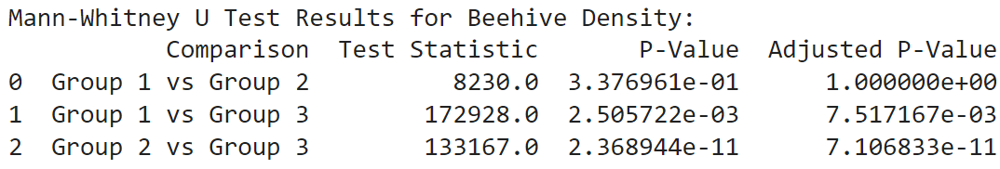 Mann-Whitney U Test Results for Beehive Density:
Comparison Test Statistic P-Value Adjusted P-Value
0 Group 1 vs Group 2 8230.0 3.376961e-01 1.000000e+00
1 Group 1 vs Group 3 172928.0 2.505722e-03 7.517167e-03
2 Group 2 vs Group 3 133167.0 2.368944e-11 7.106833e-11